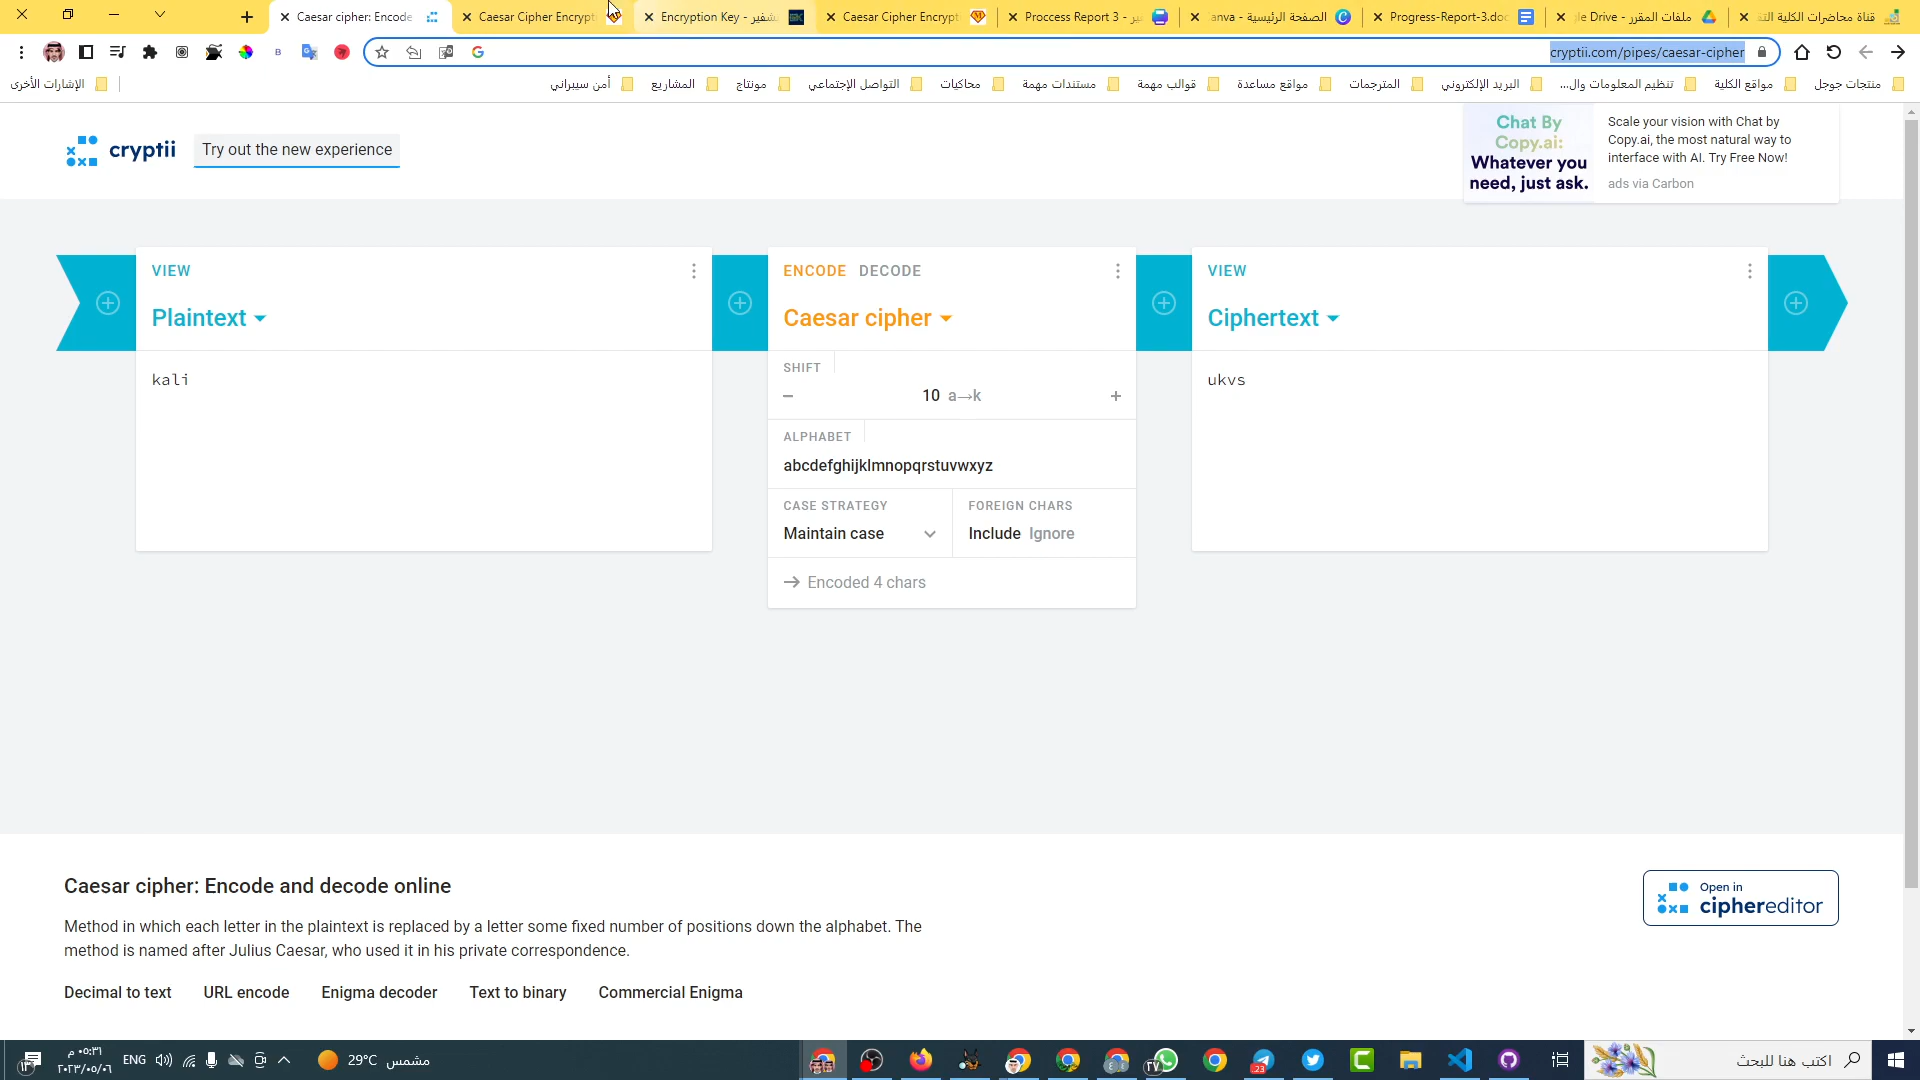 Caesar cipher: Encode
Caesar Cipher Encrypt
Encryption Key - شفير
Caesar Cipher Encrypt
Proccess Report 3 - ير
anva - الصفحة الرئيسية
Progress-Report-3.doc
le Drive - ملفات المقرر
قناة محاضرات الكلية التق
cryptii.com/pipes/caesar-cipher
منتجات جوجل
مواقع الكلية
تنظيم المعلومات وال...
البريد الإلكتروني
المترجمات
مواقع مساعدة
قوالب مهمة
مستندات مهمة
محاكيات
التواصل الإجتماعي
مونتاج
المشاريع
أمن سيبراني
الإشارات الأخرى
cryptii
Try out the new experience
Chat By
Copy.ai:
Whatever you
need, just ask.
Scale your vision with Chat by
Copy.ai, the most natural way to
interface with AI. Try Free Now!
ads via Carbon
VIEW
Plaintext
kali
ENCODE DECODE
Caesar cipher
SHIFT
10 a→k
ALPHABET
abcdefghijklmnopqrstuvwxyz
CASE STRATEGY
Maintain case
FOREIGN CHARS
Include Ignore
→ Encoded 4 chars
VIEW
Ciphertext
ukvs
Caesar cipher: Encode and decode online
Method in which each letter in the plaintext is replaced by a letter some fixed number of positions down the alphabet. The
method is named after Julius Caesar, who used it in his private correspondence.
Decimal to text URL encode Enigma decoder Text to binary Commercial Enigma
Open in
ciphereditor
٠٥:٣١ م
٢٠٢٣/٠٥/٠٦
ENG
29°C مشمس
اكتب هنا للبحث